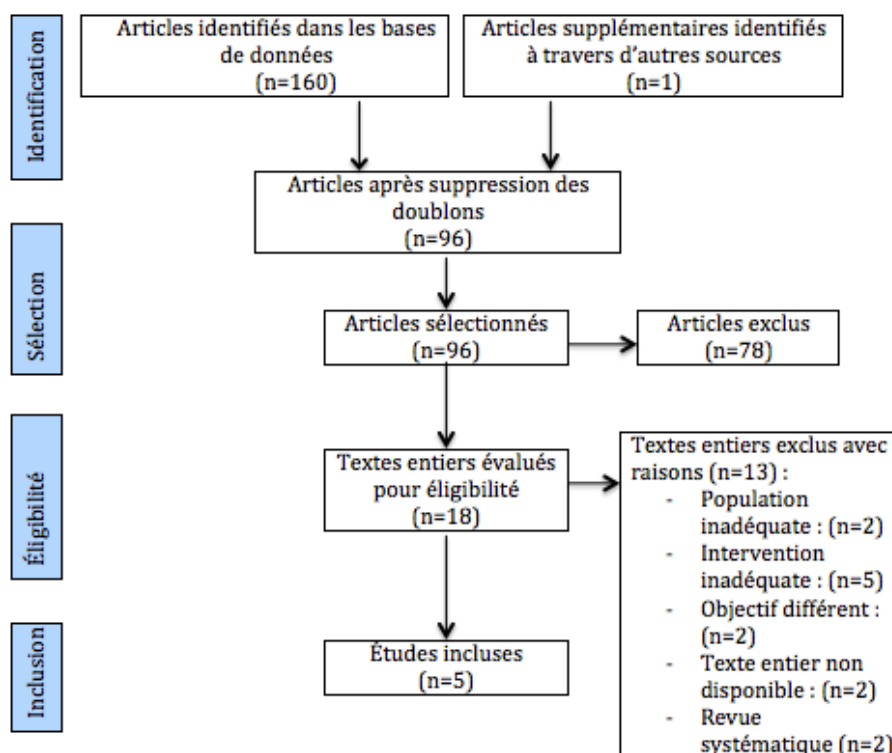 Identification
Articles identifiés dans les bases
de données
(n=160)
Articles supplémentaires identifiés
à travers d'autres sources
(n=1)
Articles après suppression des
doublons
(n=96)
Sélection
Articles sélectionnés
(n=96)
Articles exclus
(n=78)
Éligibilité
Textes entiers évalués
pour éligibilité
(n=18)
Textes entiers exclus avec
raisons (n=13) :
- Population
inadéquate : (n=2)
- Intervention
inadéquate : (n=5)
- Objectif différent :
(n=2)
- Texte entier non
disponible : (n=2)
- Revue
systématique (n=2)
Inclusion
Études incluses
(n=5)